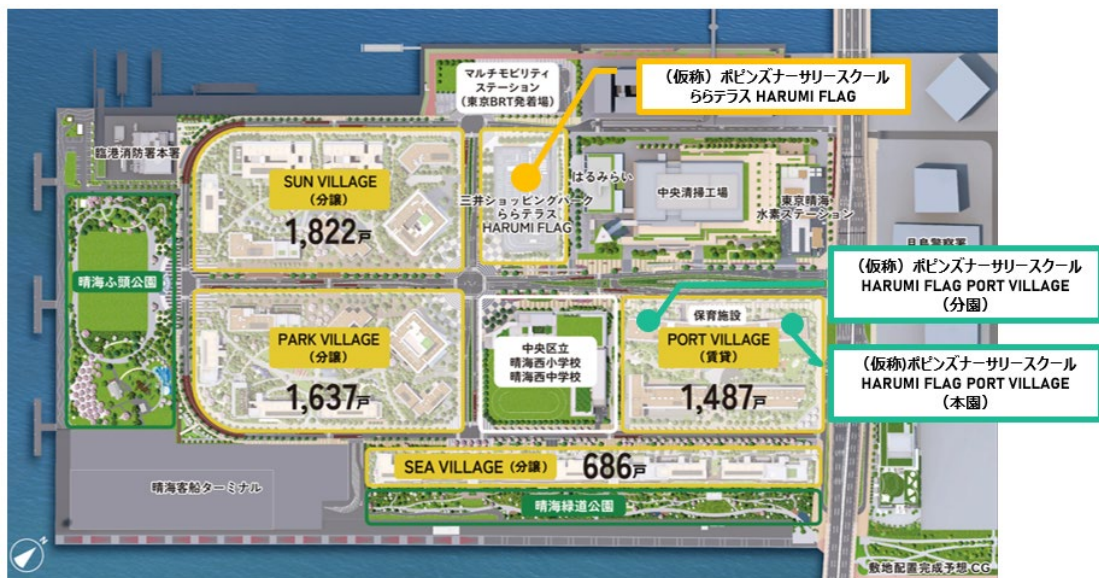 マルチモビリティ
ステーション
(東京BRT発着場)
(仮称) ポピンズナーサリースクール
ららテラス HARUMI FLAG
臨港消防署本署
SUN VILLAGE
(分譲)
1,822戸
三井ショッピングパーク
ららテラス
HARUMI FLAG
はるみらい
中央清掃工場
東京晴海
水素ステーション
月島警察署
晴海ふ頭公園
(仮称) ポピンズナーサリースクール
HARUMI FLAG PORT VILLAGE
(分園)
PARK VILLAGE
(分譲)
1,637戸
中央区立
晴海西小学校
晴海西中学校
保育施設
PORT VILLAGE
(賃貸)
1,487戸
(仮称)ポピンズナーサリースクール
HARUMI FLAG PORT VILLAGE
(本園)
SEA VILLAGE (分譲) 686戸
晴海客船ターミナル
晴海緑道公園
N
敷地配置完成予想CG